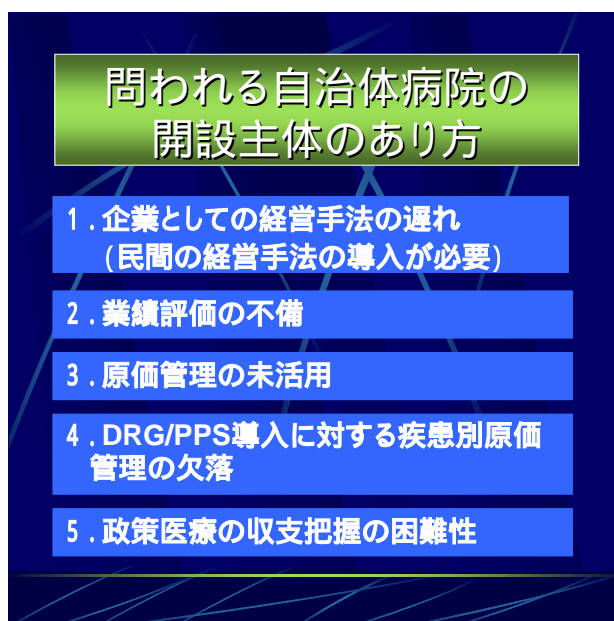 問われる自治体病院の
開設主体のあり方
１．企業としての経営手法の遅れ
（民間の経営手法の導入が必要）
２．業績評価の不備
３．原価管理の未活用
４．DRG/PPS導入に対する疾患別原価
管理の欠落
５．政策医療の収支把握の困難性